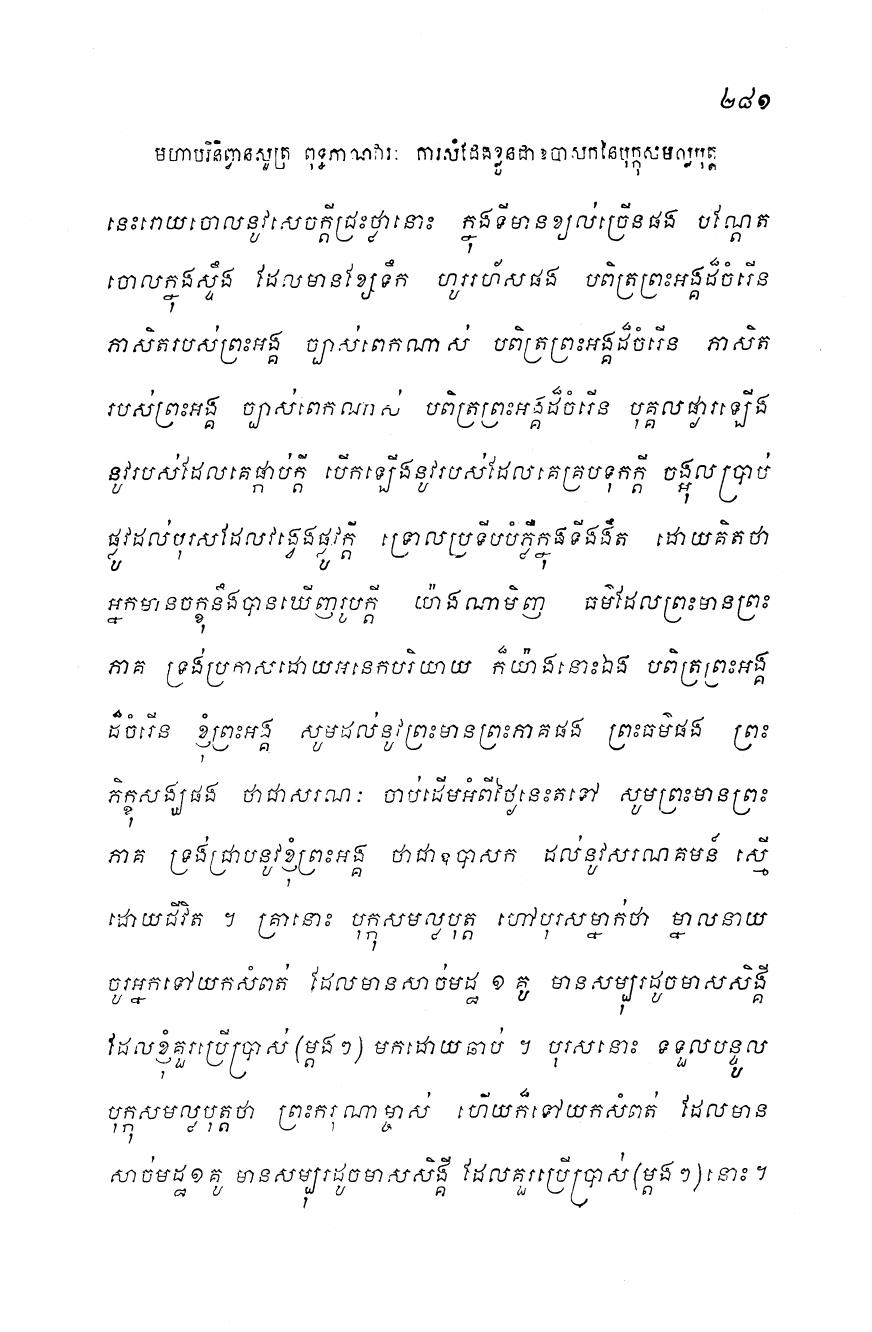 ២៨១
មហាបរិនិព្វានសូត្រ ពុទ្ធភាណវារៈ ការសំដែងខ្លួនជាឧបាសកនៃបុក្កុសមល្លបុត្ត
នេះរោយចោលនូវសេចក្តីជ្រះថ្លានោះ ក្នុងទីមានខ្យល់ច្រើនផង បណ្តែត
ចោលក្នុងស្ទឹង ដែលមានខ្សែទឹក ហូររហ័សផង បពិត្រព្រះអង្គដ៏ចំរើន
ភាសិតរបស់ព្រះអង្គ ច្បាស់ពេកណាស់ បពិត្រព្រះអង្គដ៏ចំរើន ភាសិត
របស់ព្រះអង្គ ច្បាស់ពេកណាស់ បពិត្រព្រះអង្គដ៏ចំរើន បុគ្គលផ្ងារឡើង
នូវរបស់ដែលគេផ្កាប់ក្តី បើកឡើងនូវរបស់ដែលគេគ្របទុកក្តី ចង្អុលប្រាប់
ផ្លូវដល់បុរសដែលវង្វេងផ្លូវក្តី ទ្រោលប្រទីបបំភ្លឺក្នុងទីងងឹត ដោយគិតថា
អ្នកមានចក្ខុនឹងបានឃើញរូបក្តី យ៉ាងណាមិញ ធម៌ដែលព្រះមានព្រះ
ភាគ ទ្រង់ប្រកាសដោយអនេកបរិយាយ ក៏យ៉ាងនោះឯង បពិត្រព្រះអង្គ
ដ៏ចំរើន ខ្ញុំព្រះអង្គ សូមដល់នូវព្រះមានព្រះភាគផង ព្រះធម៌ផង ព្រះ
ភិក្ខុសង្ឃផង ថាជាសរណៈ ចាប់ដើមអំពីថ្ងៃនេះតទៅ សូមព្រះមានព្រះ
ភាគ ទ្រង់ជ្រាបនូវខ្ញុំព្រះអង្គ ថាជាឧបាសក ដល់នូវសរណគមន៍ ស្មើ
ដោយជីវិត ។ គ្រានោះ បុក្កុសមល្លបុត្ត ហៅបុរសម្នាក់ថា ម្នាលនាយ
ចូរអ្នកទៅយកសំពត់ ដែលមានសាច់មដ្ឋ ១ គូ មានសម្បុរដូចមាសសិង្គី
ដែលខ្ញុំគួរប្រើប្រាស់ (ម្តងៗ) មកដោយឆាប់ ។ បុរសនោះ ទទួលបន្ទូល
បុក្កុសមល្លបុត្តថា ព្រះករុណាម្ចាស់ ហើយក៏ទៅយកសំពត់ ដែលមាន
សាច់មដ្ឋ១គូ មានសម្បុរដូចមាសសិង្គី ដែលគួរប្រើប្រាស់ (ម្តងៗ) នោះ ។